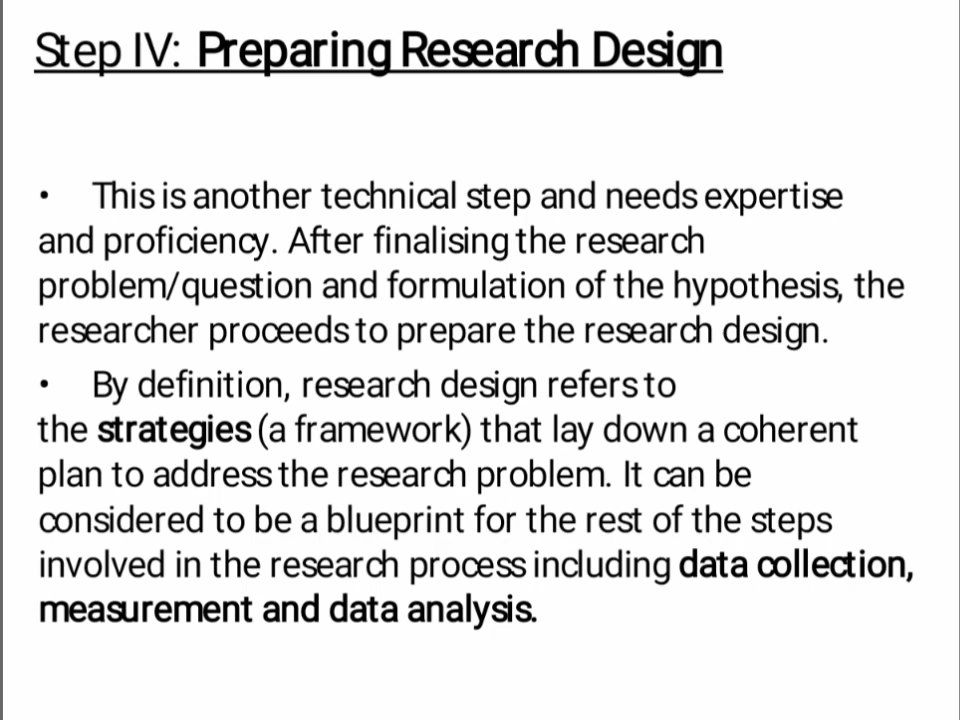 Step IV: Preparing Research Design
• This is another technical step and needs expertise
and proficiency. After finalising the research
problem/question and formulation of the hypothesis, the
researcher proceeds to prepare the research design.
• By definition, research design refers to
the strategies (a framework) that lay down a coherent
plan to address the research problem. It can be
considered to be a blueprint for the rest of the steps
involved in the research process including data collection,
measurement and data analysis.